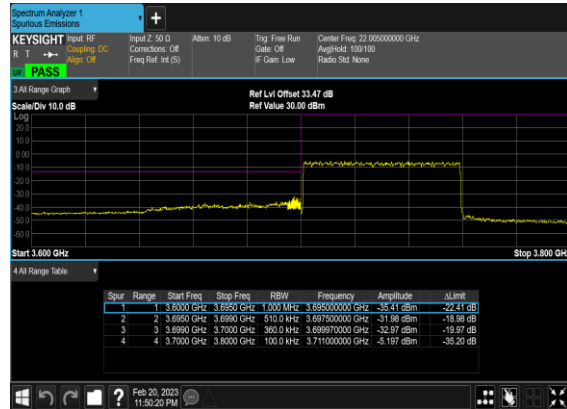 Spectrum Analyzer 1
Spurious Emissions
+
KEYSIGHT Input: RF Input Z: 50 Ω Atten: 10 dB Trig: Free Run Center Freq: 22.005000000 GHz
R T Coupling: DC Corrections: Off Gate: Off Avg|Hold: 100/100
Align: Off Freq Ref: Int (S) IF Gain: Low Radio Std: None
LW PASS
3 All Range Graph
Ref Lvl Offset 33.47 dB
Scale/Div 10.0 dB Ref Value 30.00 dBm
Log
20.0
10.0
0.00
-10.0
-20.0
-30.0
-40.0
-50.0
-60.0
Start 3.600 GHz Stop 3.800 GHz
4 All Range Table
Spur Range Start Freq Stop Freq RBW Frequency Amplitude ΔLimit
1 1 3.6000 GHz 3.6950 GHz 1.000 MHz 3.695000000 GHz -35.41 dBm -22.41 dB
2 2 3.6950 GHz 3.6990 GHz 510.0 kHz 3.697500000 GHz -31.98 dBm -18.98 dB
3 3 3.6990 GHz 3.7000 GHz 360.0 kHz 3.699970000 GHz -32.97 dBm -19.97 dB
4 4 3.7000 GHz 3.8000 GHz 100.0 kHz 3.711000000 GHz -5.197 dBm -35.20 dB
? Feb 20, 2023
11:50:20 PM